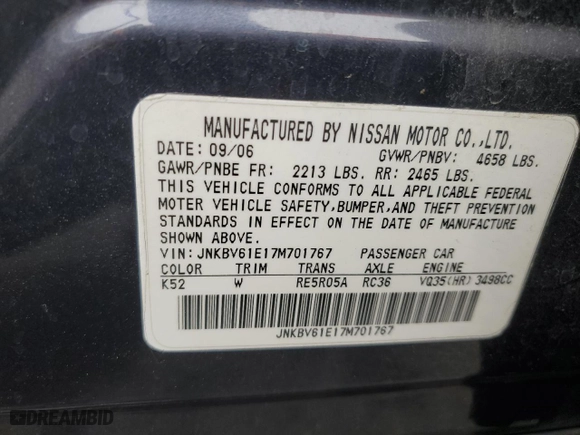 MANUFACTURED BY NISSAN MOTOR CO.,LTD.
DATE: 09/06 GVWR/PNBV: 4658 LBS.
GAWR/PNBE FR: 2213 LBS. RR: 2465 LBS.
THIS VEHICLE CONFORMS TO ALL APPLICABLE FEDERAL
MOTER VEHICLE SAFETY,BUMPER,AND THEFT PREVENTION
STANDARDS IN EFFECT ON THE DATE OF MANUFACTURE
SHOWN ABOVE.
VIN: JNKBV61E17M701767 PASSENGER CAR
COLOR TRIM TRANS AXLE ENGINE
K52 W RE5R05A RC36 VQ35(HR) 3498CC
JNKBV61E17M701767
DREAMBID